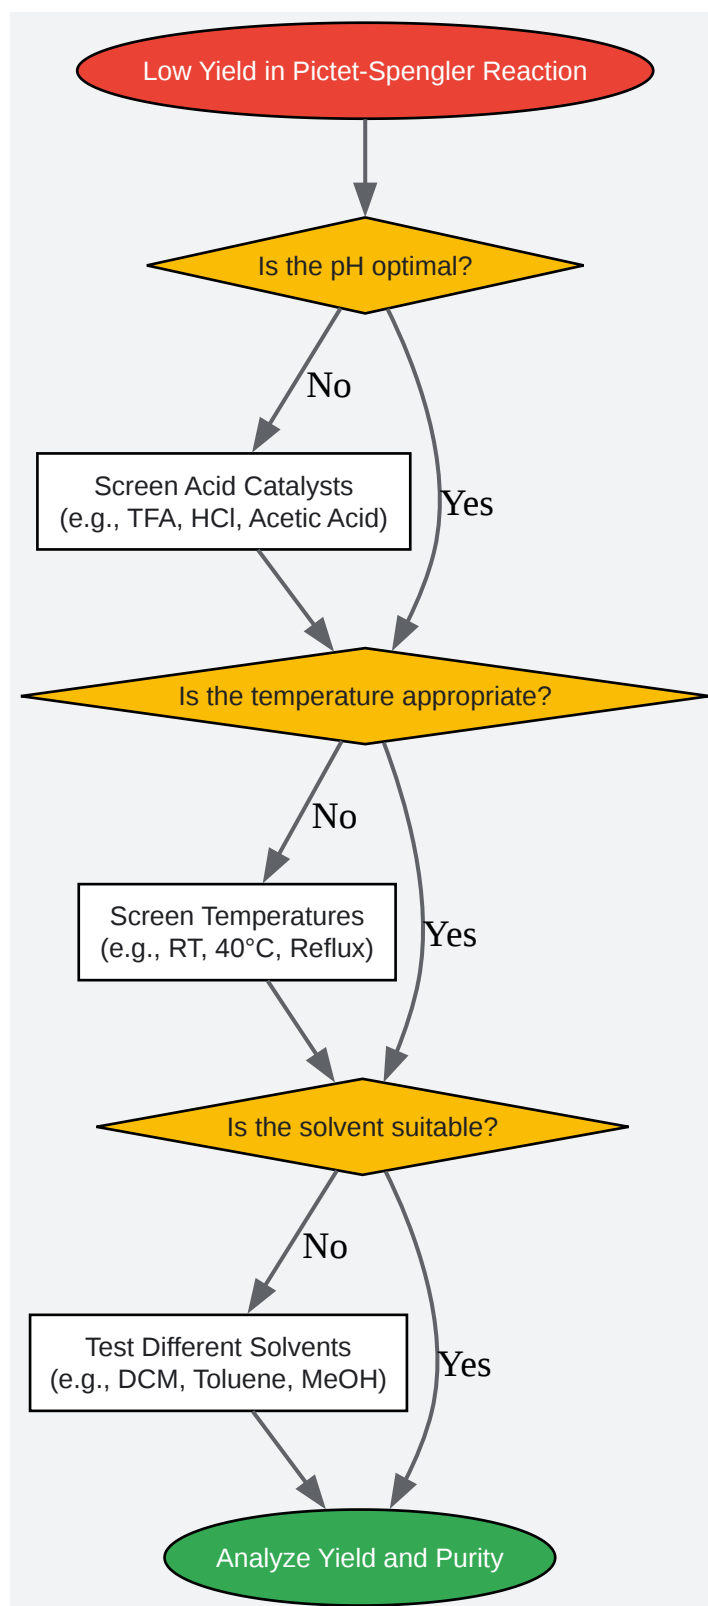 Low Yield in Pictet-Spengler Reaction
Is the pH optimal?
No
Screen Acid Catalysts
(e.g., TFA, HCl, Acetic Acid)
Yes
Is the temperature appropriate?
No
Screen Temperatures
(e.g., RT, 40°C, Reflux)
Yes
Is the solvent suitable?
No
Test Different Solvents
(e.g., DCM, Toluene, MeOH)
Yes
Analyze Yield and Purity